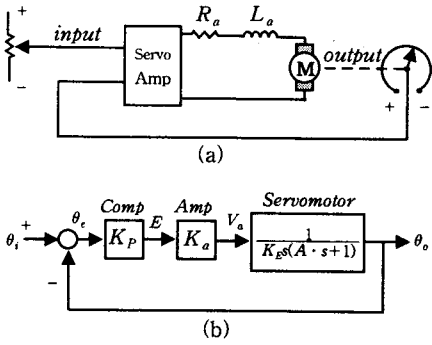 +
input
R_a
L_a
Servo
Amp
M
output
−
+
−
(a)
Comp
Amp
Servomotor
θ_i
+
θ_e
K_P
E
K_a
V_a
1
K_E s(A · s+1)
θ_o
−
(b)